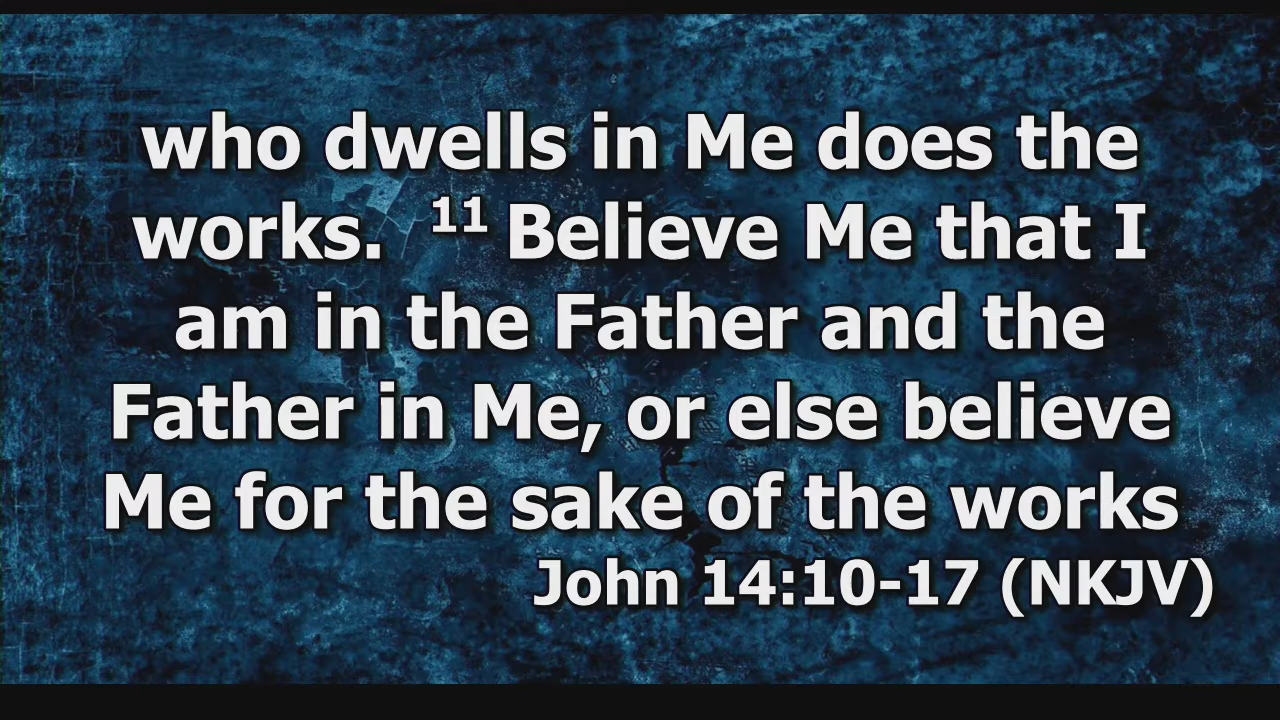 who dwells in Me does the
works. 11 Believe Me that I
am in the Father and the
Father in Me, or else believe
Me for the sake of the works
John 14:10-17 (NKJV)